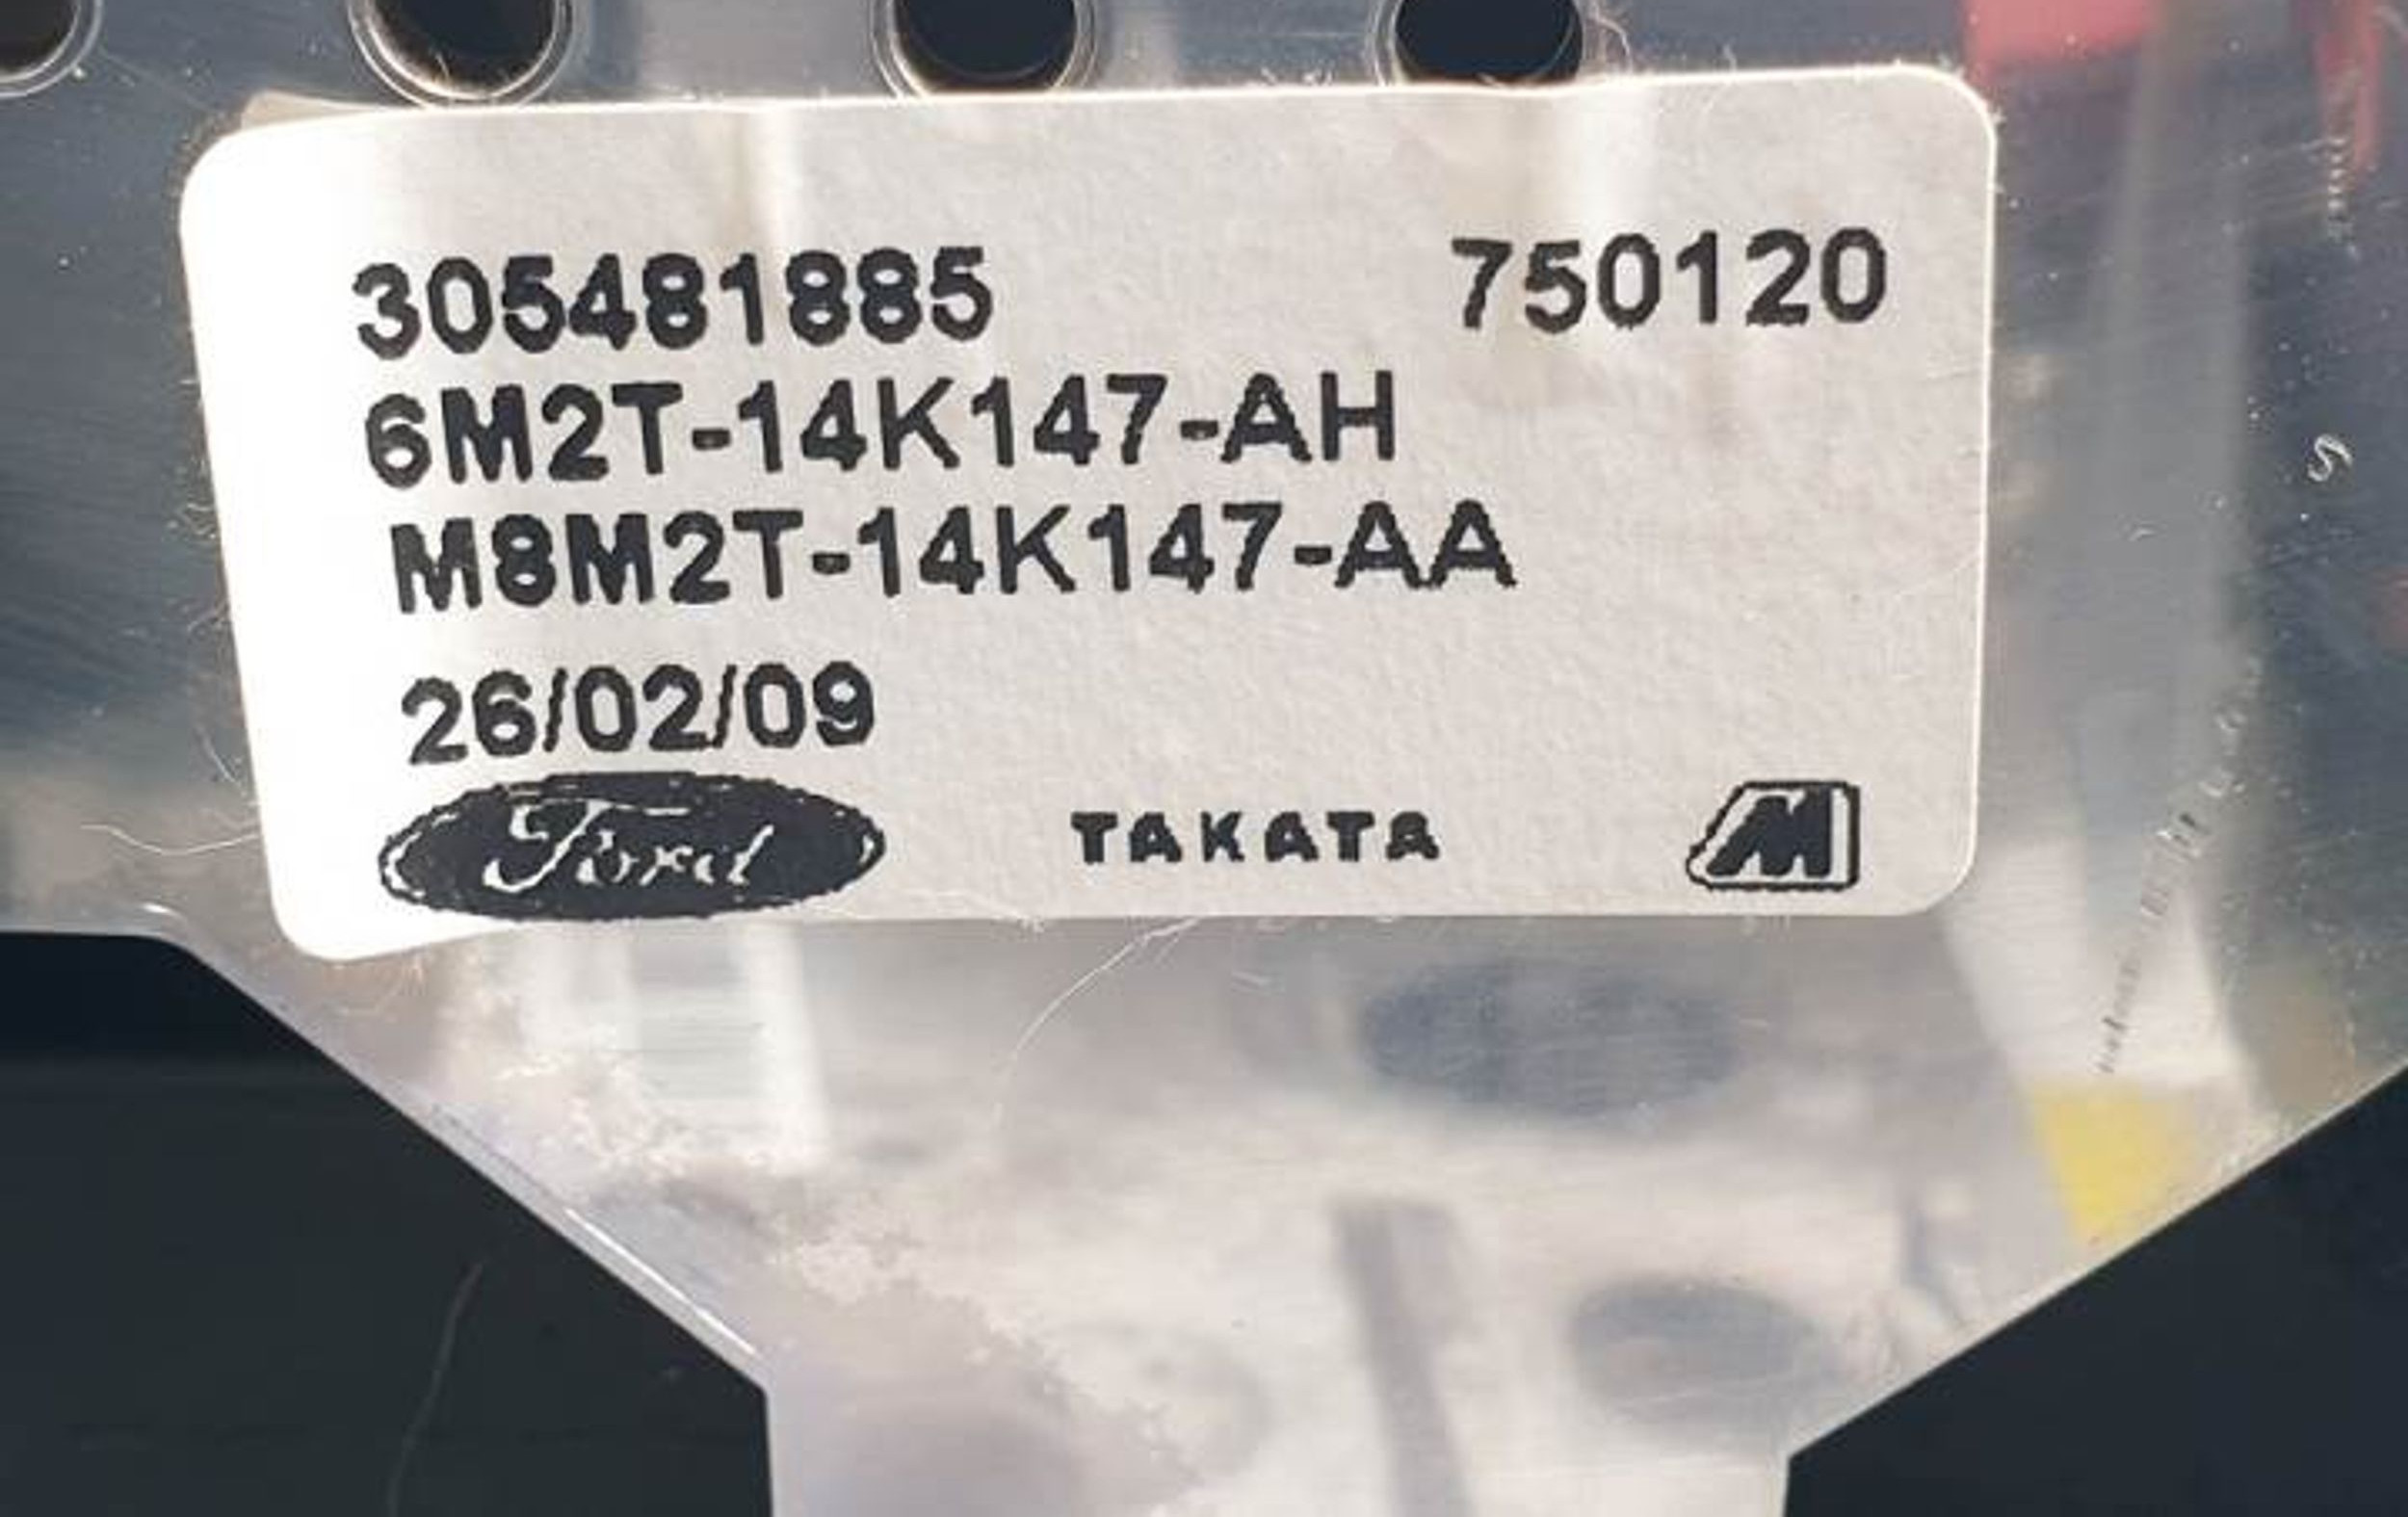 305481885 750120
6M2T-14K147-AH
M8M2T-14K147-AA
26/02/09
Ford TAKATA M